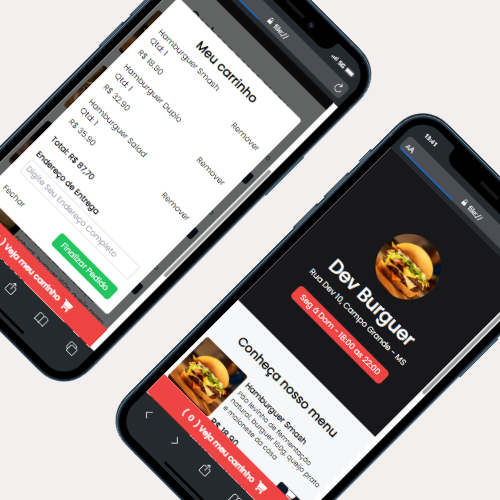 file://
5G
Meu carrinho
Hamburguer Smash
Qtd: 1
R$ 18.90
Remover
Hamburguer Duplo
Qtd: 1
R$ 32.90
Remover
Hamburguer Salad
Qtd: 1
R$ 35.90
Remover
Total: R$ 87,70
Endereço de Entrega
Digite Seu Endereço Completo
Fechar
Finalizar Pedido
) Veja meu carrinho
13:41
AA
file://
Dev Burguer
Rua Dev 10, Campo Grande - MS
Seg á Dom - 18:00 as 22:00
Conheça nosso menu
Hamburguer Smash
Pão levinho de fermentação
natural, burger 160g, queijo prato
e maionese da casa
R$ 18.90
( 0 ) Veja meu carrinho